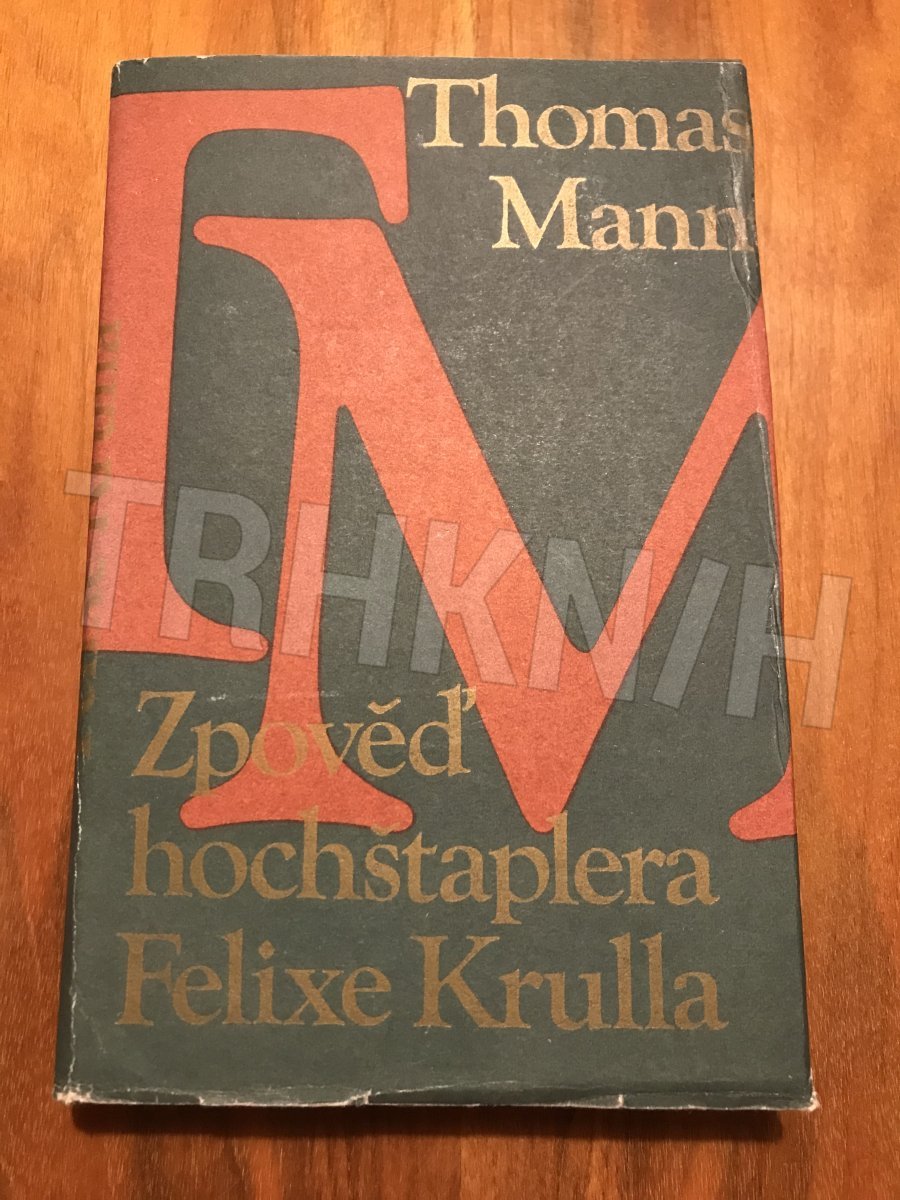 Thomas
Mann
TRHKNIH
Zpověď
hochštaplera
Felixe Krulla